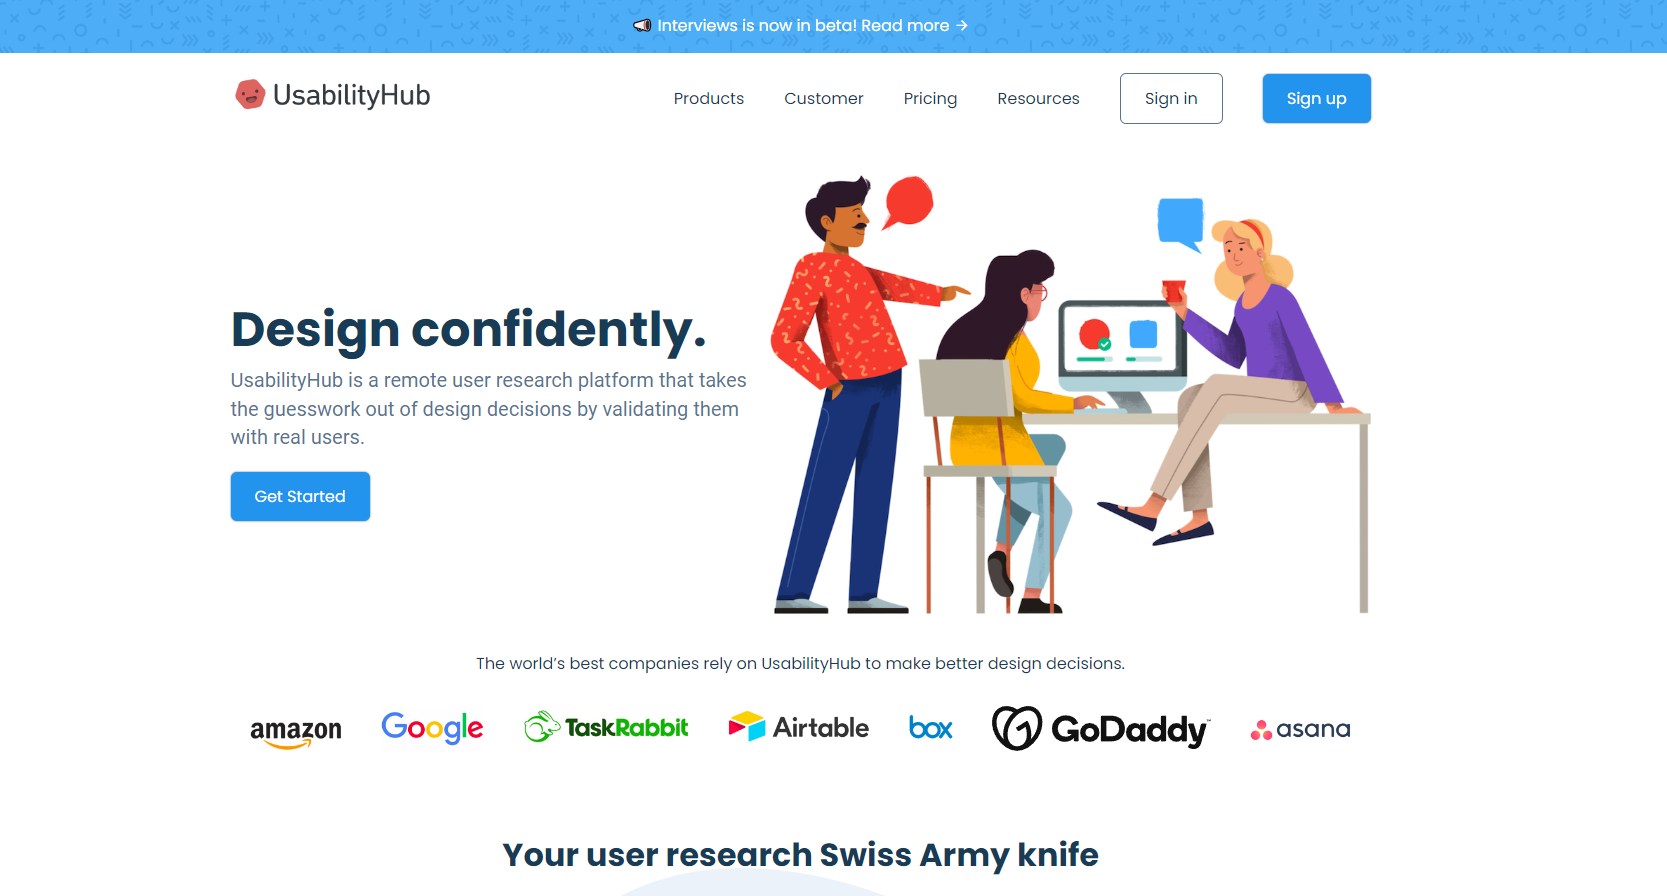 Interviews is now in beta! Read more →
UsabilityHub
Products
Customer
Pricing
Resources
Sign in
Sign up
Design confidently.
UsabilityHub is a remote user research platform that takes
the guesswork out of design decisions by validating them
with real users.
Get Started
The world’s best companies rely on UsabilityHub to make better design decisions.
amazon
Google
TaskRabbit
Airtable
box
GoDaddy™
asana
Your user research Swiss Army knife